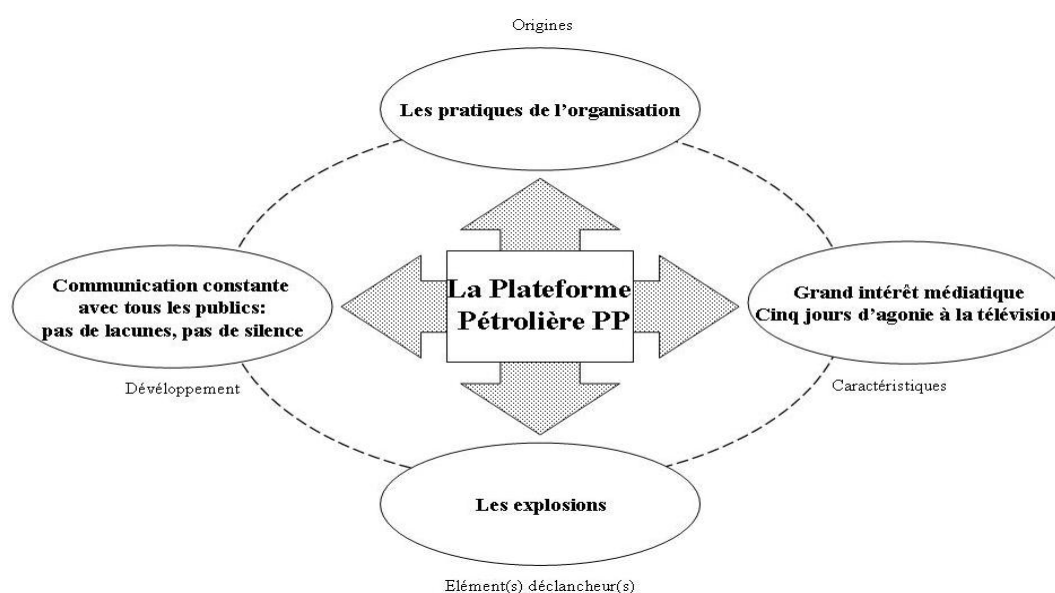 Origines
Les pratiques de l'organisation
Communication constante
avec tous les publics:
pas de lacunes, pas de silence
Dévéloppement
La Plateforme
Pétrolière PP
Grand intérêt médiatique
Cinq jours d'agonie à la télévision
Caractéristiques
Les explosions
Elément(s) déclancheur(s)